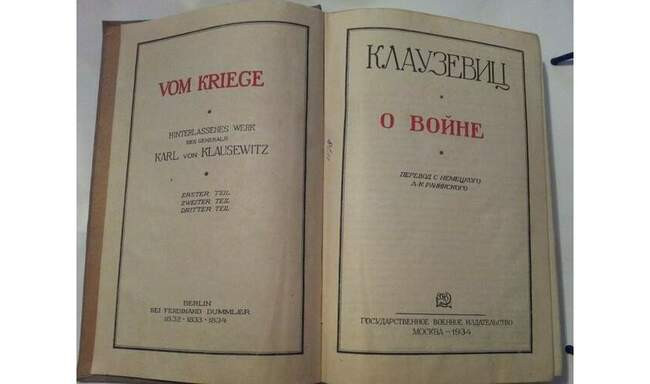 VOM KRIEGE
HINTERLASSENES WERK
DES GENERALS
KARL VON KLAUSEWITZ
ERSTER TEIL
ZWEITER TEIL
DRITTER TEIL
BERLIN
BEI FERDINAND DUMMLER
1832 • 1833 • 1834
КЛАУЗЕВИЦ
О ВОЙНЕ
ПЕРЕВОД С НЕМЕЦКОГО
А·К РАЧИНСКОГО
ГОСУДАРСТВЕННОЕ ВОЕННОЕ ИЗДАТЕЛЬСТВО
МОСКВА — 1934